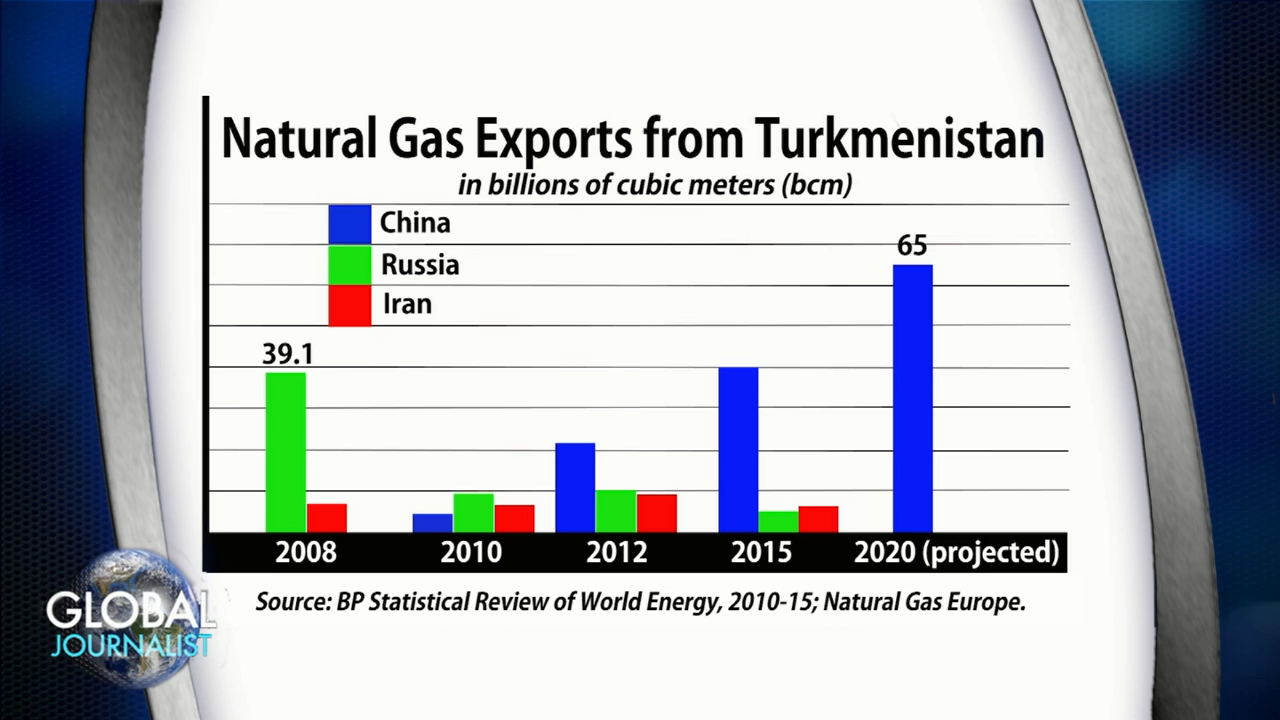 Natural Gas Exports from Turkmenistan
in billions of cubic meters (bcm)
China
Russia
Iran
65
39.1
2008 2010 2012 2015 2020 (projected)
Source: BP Statistical Review of World Energy, 2010-15; Natural Gas Europe.
GLOBAL
JOURNALIST